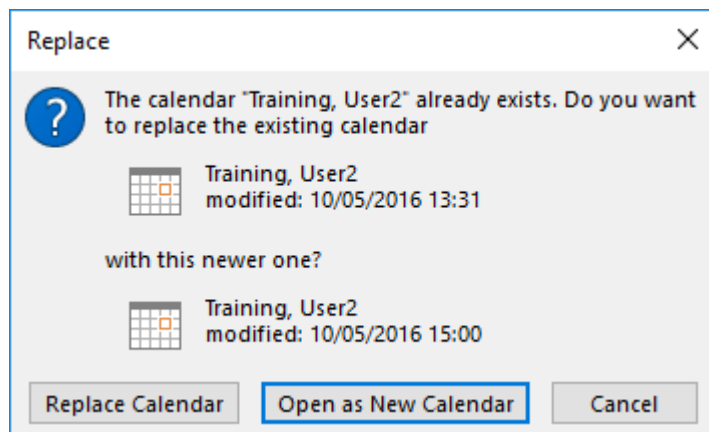 Replace
The calendar "Training, User2" already exists. Do you want
to replace the existing calendar
Training, User2
modified: 10/05/2016 13:31
with this newer one?
Training, User2
modified: 10/05/2016 15:00
Replace Calendar Open as New Calendar Cancel